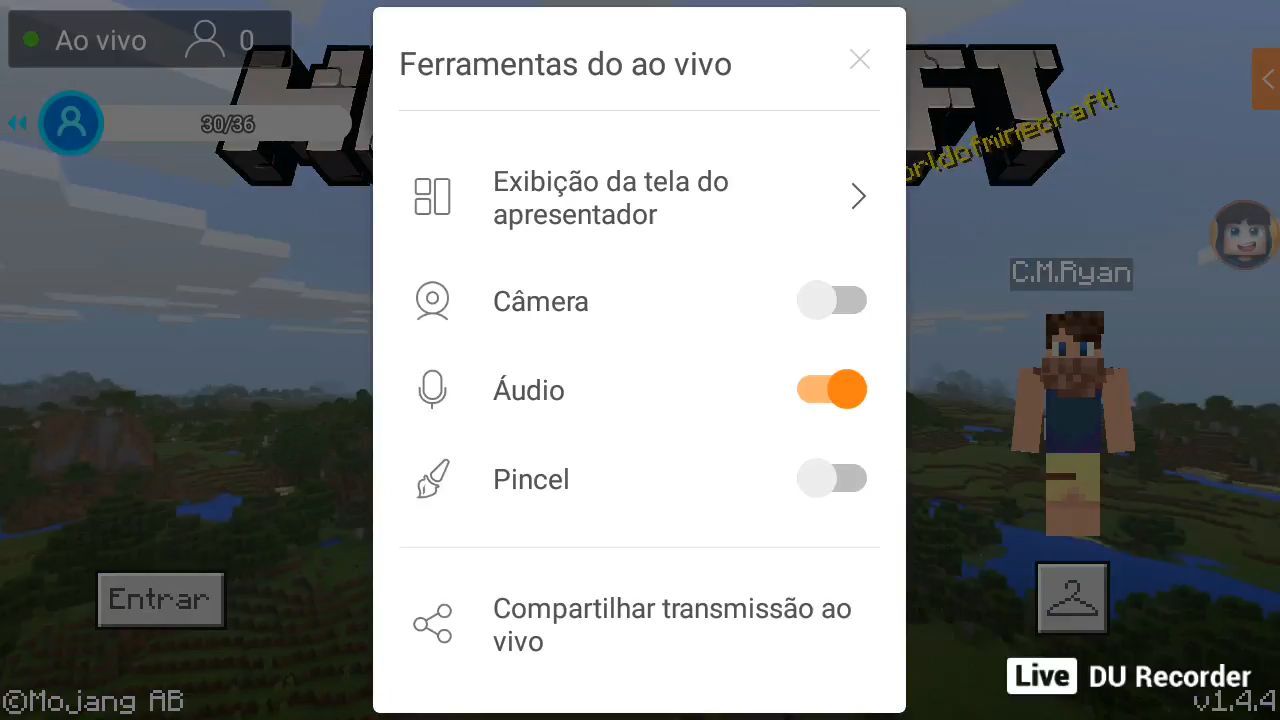 Ao vivo 0
30/36
Ferramentas do ao vivo
Exibição da tela do
apresentador
Câmera
Áudio
Pincel
Compartilhar transmissão ao
vivo
C.M.Ryan
Entrar
©Mojang AB
Live DU Recorder
v1.4.4